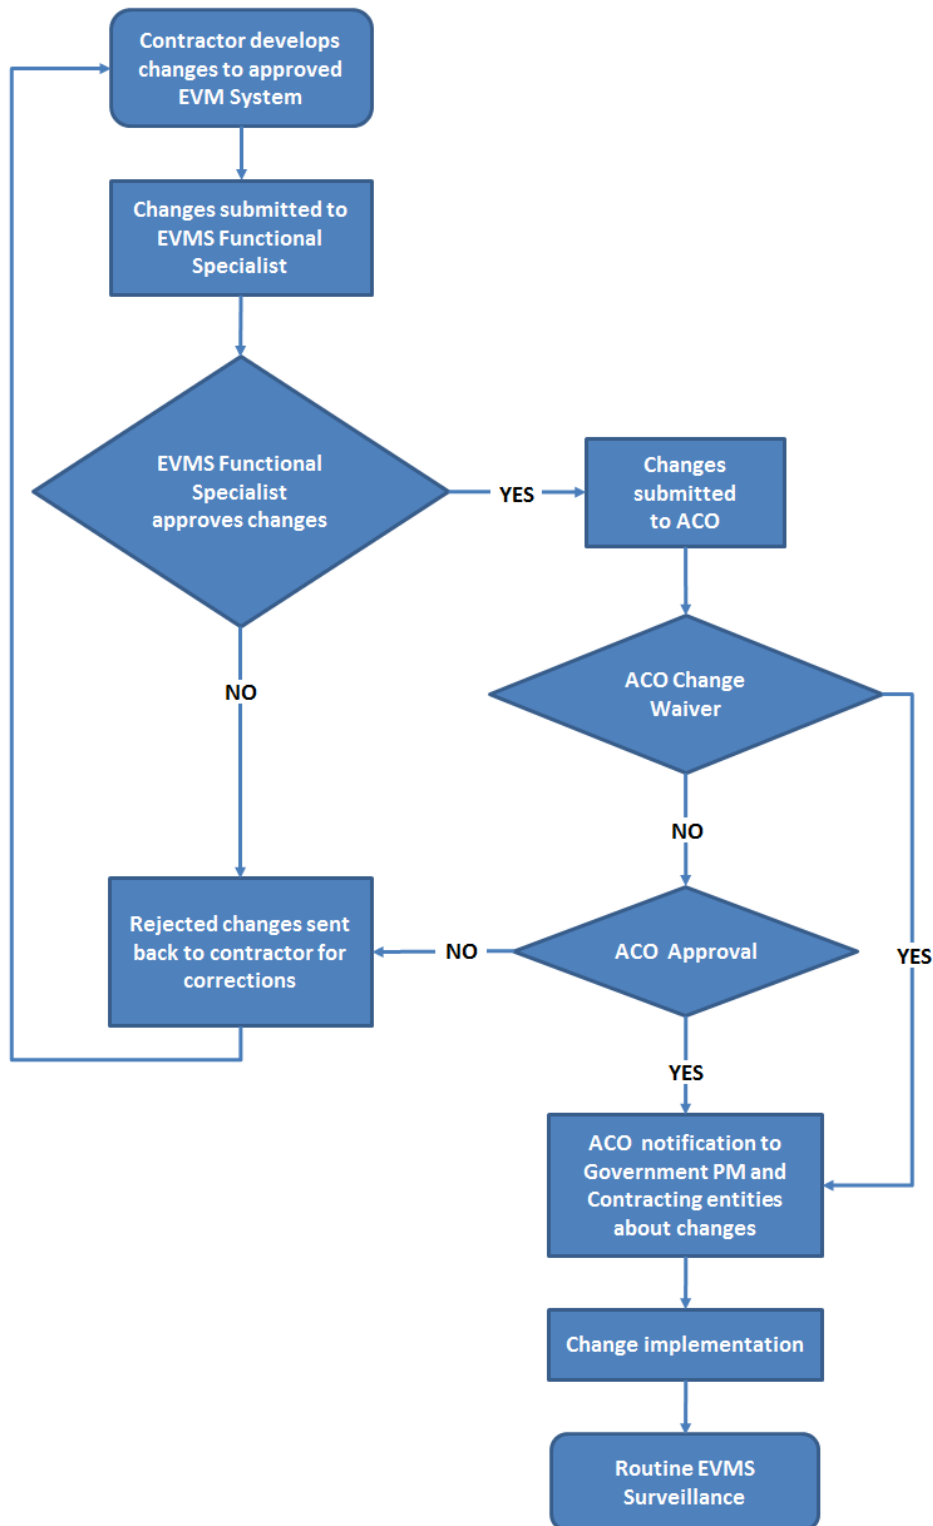 Contractor develops
changes to approved
EVM System
Changes submitted to
EVMS Functional
Specialist
EVMS Functional
Specialist
approves changes
YES
Changes
submitted
to ACO
NO
ACO Change
Waiver
NO
YES
Rejected changes sent
back to contractor for
corrections
NO
ACO Approval
YES
ACO notification to
Government PM and
Contracting entities
about changes
Change implementation
Routine EVMS
Surveillance